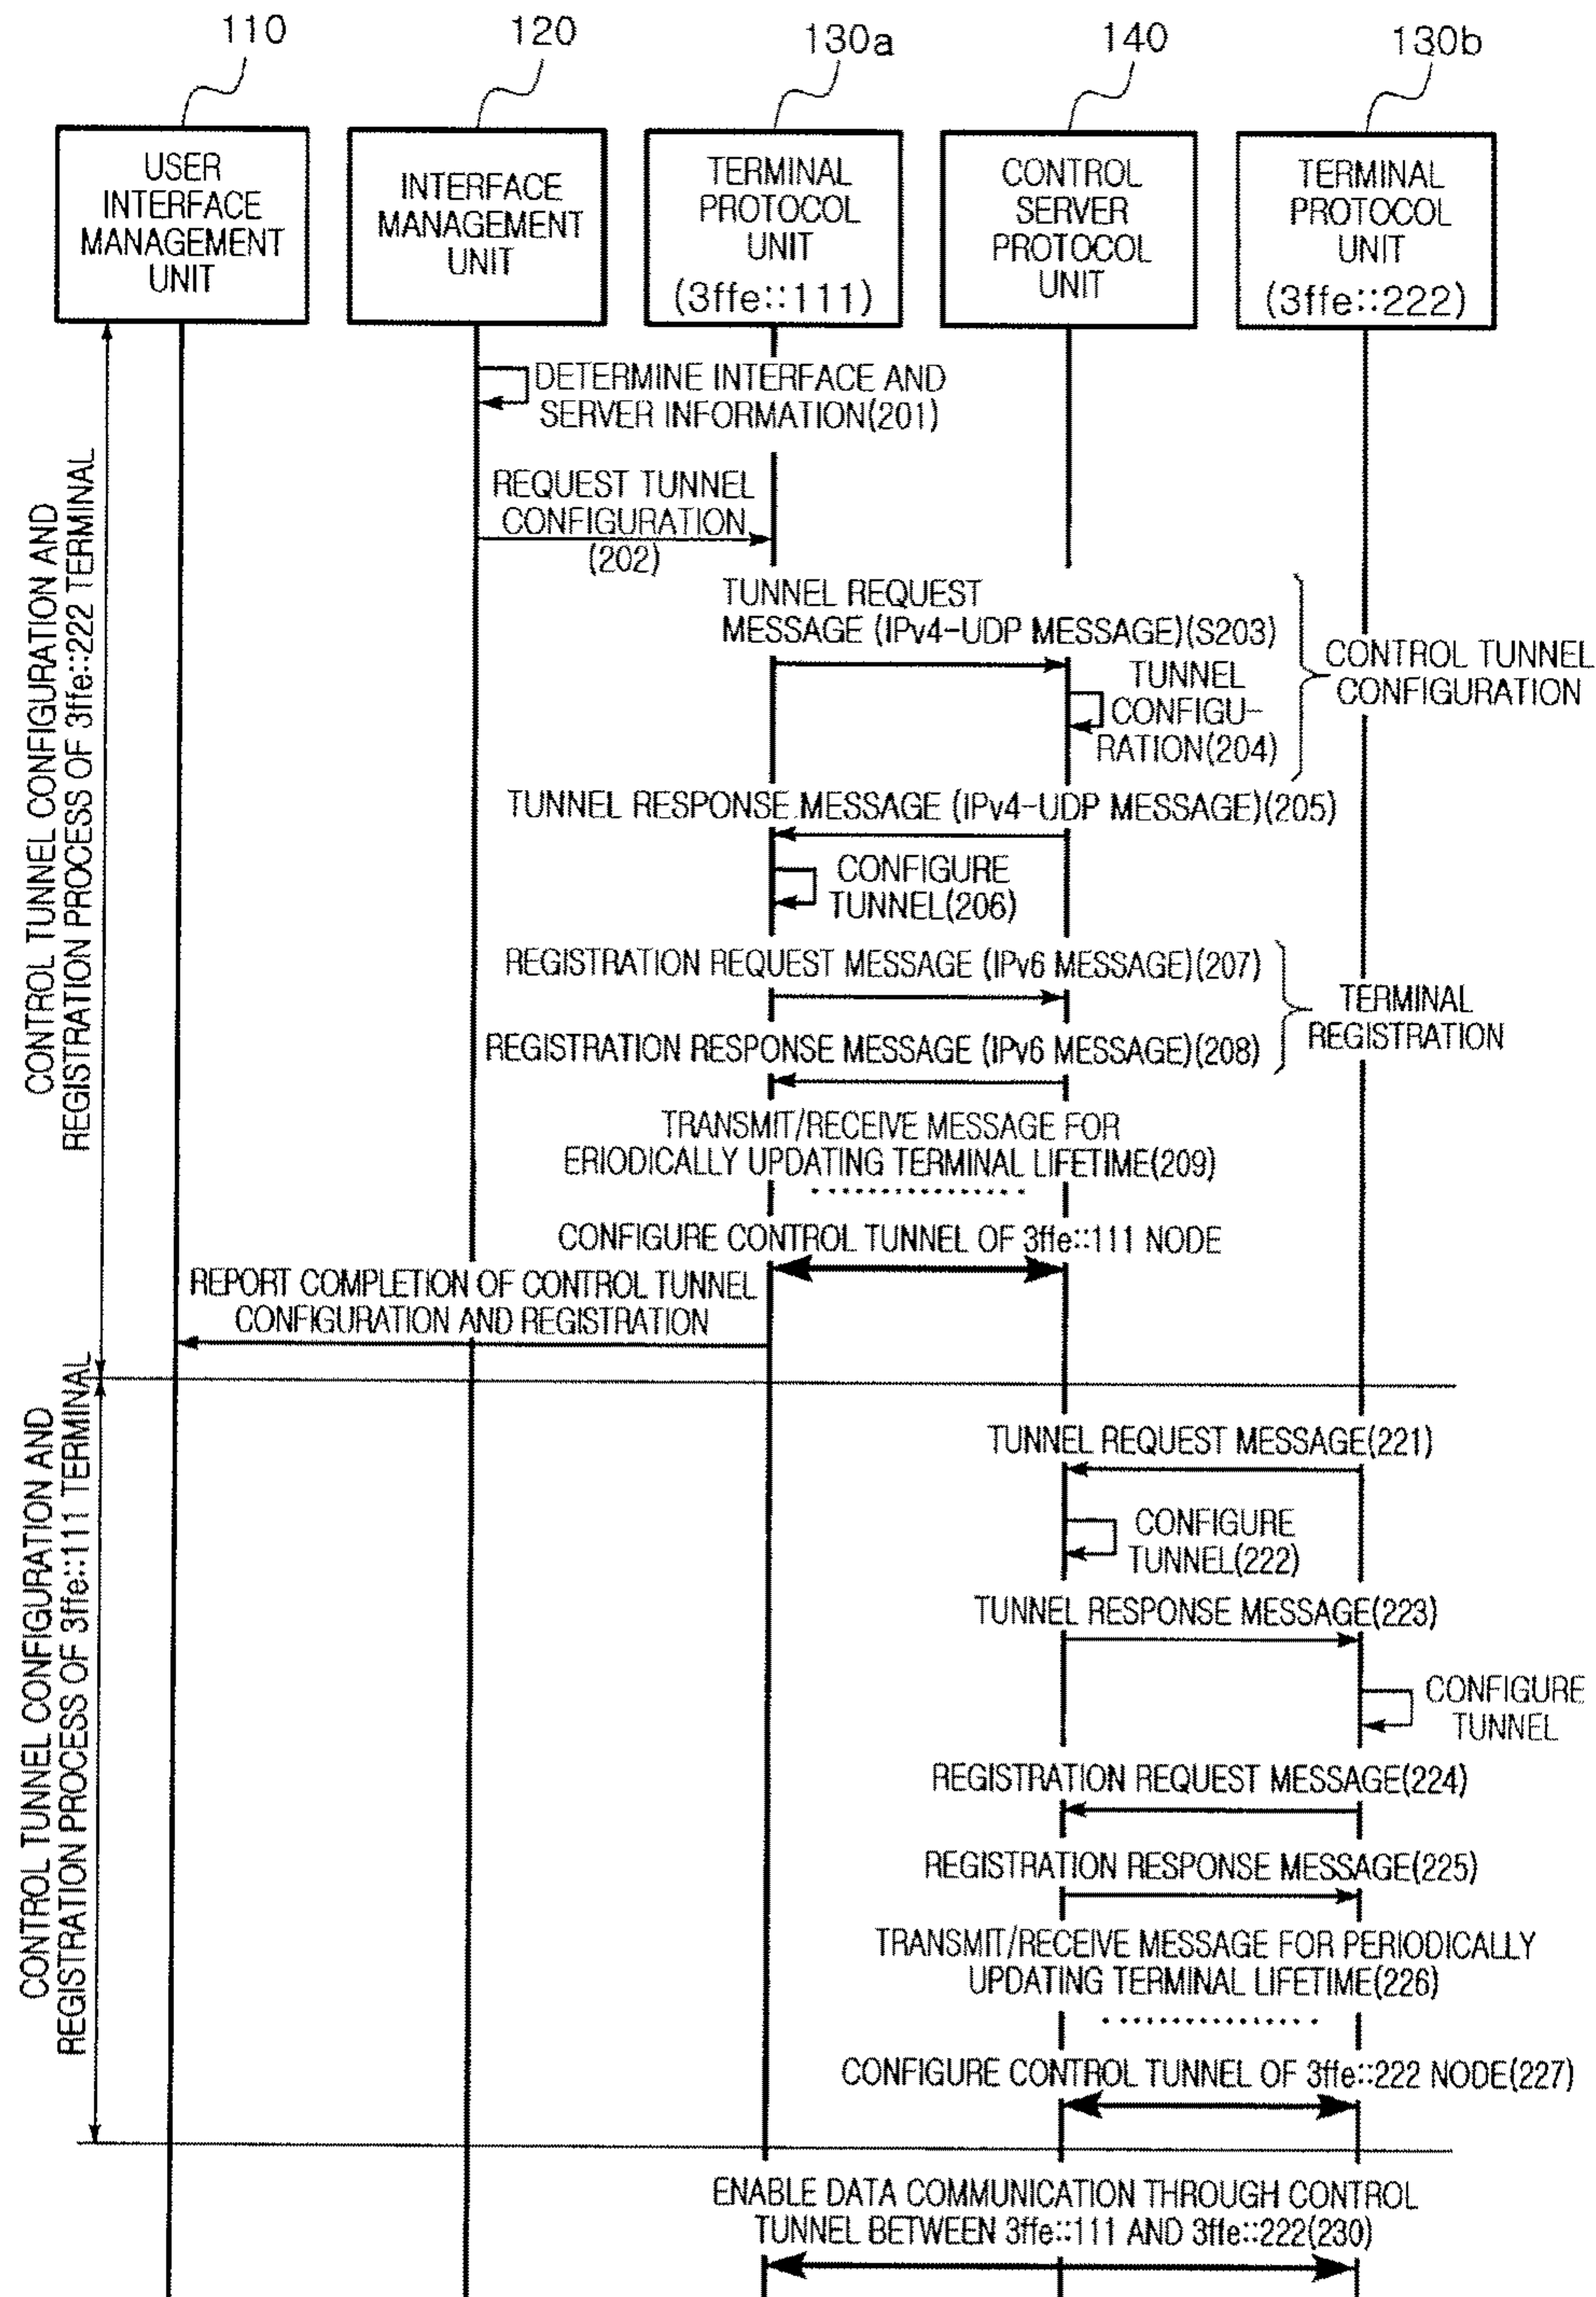 110
120
130a
140
130b
USER
INTERFACE
MANAGEMENT
UNIT
INTERFACE
MANAGEMENT
UNIT
TERMINAL
PROTOCOL
UNIT
(3ffe::111)
CONTROL
SERVER
PROTOCOL
UNIT
TERMINAL
PROTOCOL
UNIT
(3ffe::222)
CONTROL TUNNEL CONFIGURATION AND
REGISTRATION PROCESS OF 3ffe::222 TERMINAL
DETERMINE INTERFACE AND
SERVER INFORMATION(201)
REQUEST TUNNEL
CONFIGURATION
(202)
TUNNEL REQUEST
MESSAGE (IPv4-UDP MESSAGE)(S203)
TUNNEL
CONFIGU-
RATION(204)
CONTROL TUNNEL
CONFIGURATION
TUNNEL RESPONSE MESSAGE (IPv4-UDP MESSAGE)(205)
CONFIGURE
TUNNEL(206)
REGISTRATION REQUEST MESSAGE (IPv6 MESSAGE)(207)
REGISTRATION RESPONSE MESSAGE (IPv6 MESSAGE)(208)
TERMINAL
REGISTRATION
TRANSMIT/RECEIVE MESSAGE FOR
ERIODICALLY UPDATING TERMINAL LIFETIME(209)
CONFIGURE CONTROL TUNNEL OF 3ffe::111 NODE
REPORT COMPLETION OF CONTROL TUNNEL
CONFIGURATION AND REGISTRATION
CONTROL TUNNEL CONFIGURATION AND
REGISTRATION PROCESS OF 3ffe::111 TERMINAL
TUNNEL REQUEST MESSAGE(221)
CONFIGURE
TUNNEL(222)
TUNNEL RESPONSE MESSAGE(223)
CONFIGURE
TUNNEL
REGISTRATION REQUEST MESSAGE(224)
REGISTRATION RESPONSE MESSAGE(225)
TRANSMIT/RECEIVE MESSAGE FOR PERIODICALLY
UPDATING TERMINAL LIFETIME(226)
CONFIGURE CONTROL TUNNEL OF 3ffe::222 NODE(227)
ENABLE DATA COMMUNICATION THROUGH CONTROL
TUNNEL BETWEEN 3ffe::111 AND 3ffe::222(230)